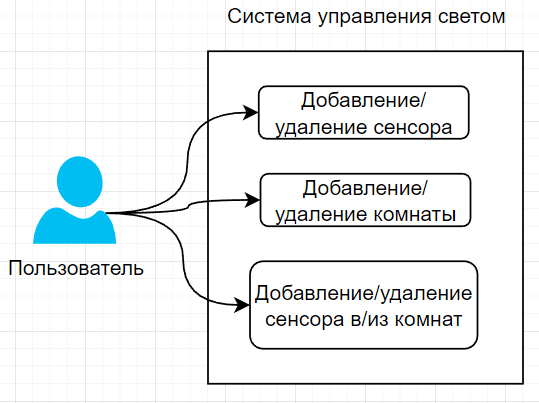 Система управления светом
Добавление/
удаление сенсора
Добавление/
удаление комнаты
Пользователь
Добавление/удаление
сенсора в/из комнат